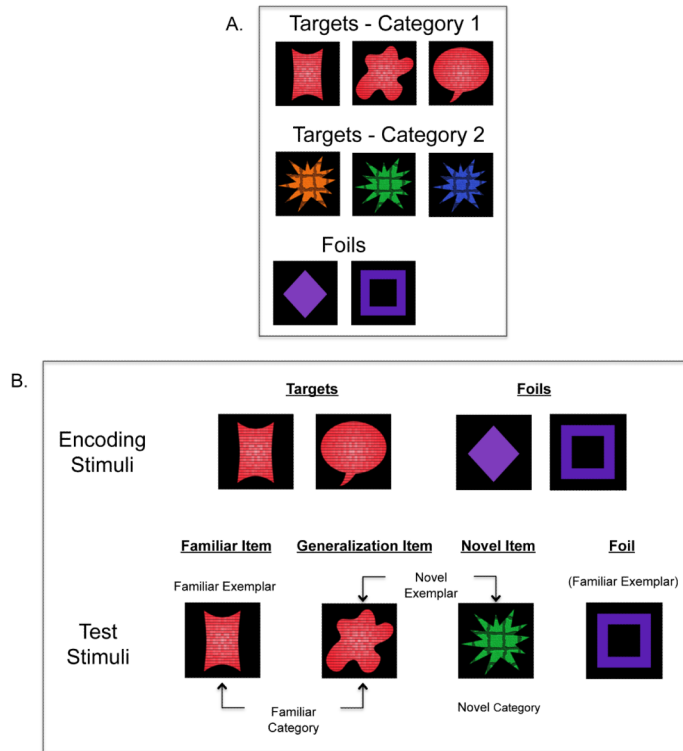 A.
Targets - Category 1
Targets - Category 2
Foils
B.
Targets
Foils
Encoding
Stimuli
Familiar Item
Generalization Item
Novel Item
Foil
Familiar Exemplar
Novel
Exemplar
(Familiar Exemplar)
Test
Stimuli
Familiar
Category
Novel Category